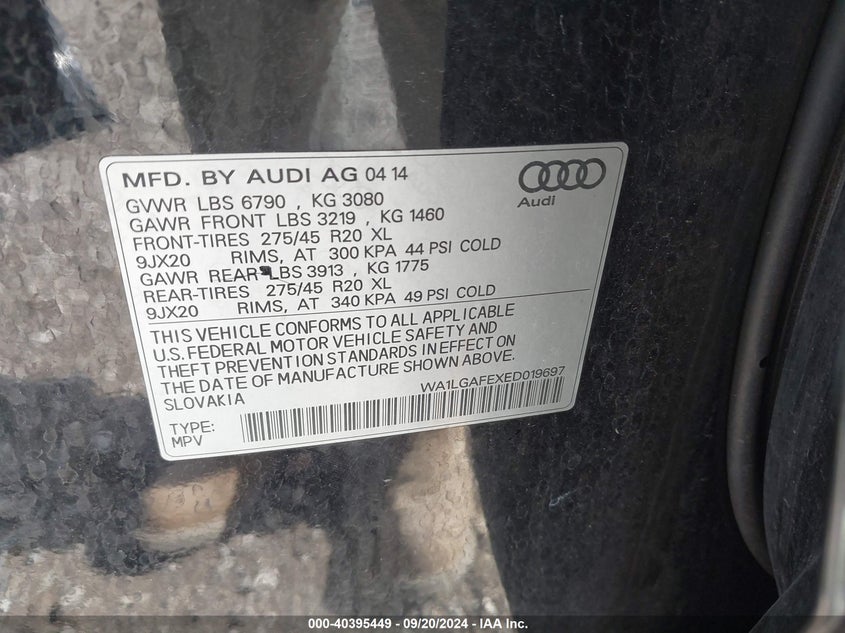 MFD. BY AUDI AG 04 14
Audi
GVWR LBS 6790 , KG 3080
GAWR FRONT LBS 3219 , KG 1460
FRONT-TIRES 275/45 R20 XL
9JX20 RIMS, AT 300 KPA 44 PSI COLD
GAWR REAR LBS 3913 , KG 1775
REAR-TIRES 275/45 R20 XL
9JX20 RIMS, AT 340 KPA 49 PSI COLD
THIS VEHICLE CONFORMS TO ALL APPLICABLE
U.S. FEDERAL MOTOR VEHICLE SAFETY AND
THEFT PREVENTION STANDARDS IN EFFECT ON
THE DATE OF MANUFACTURE SHOWN ABOVE.
SLOVAKIA
WA1LGAFEXED019697
TYPE:
MPV
000-40395449 - 09/20/2024 - IAA Inc.